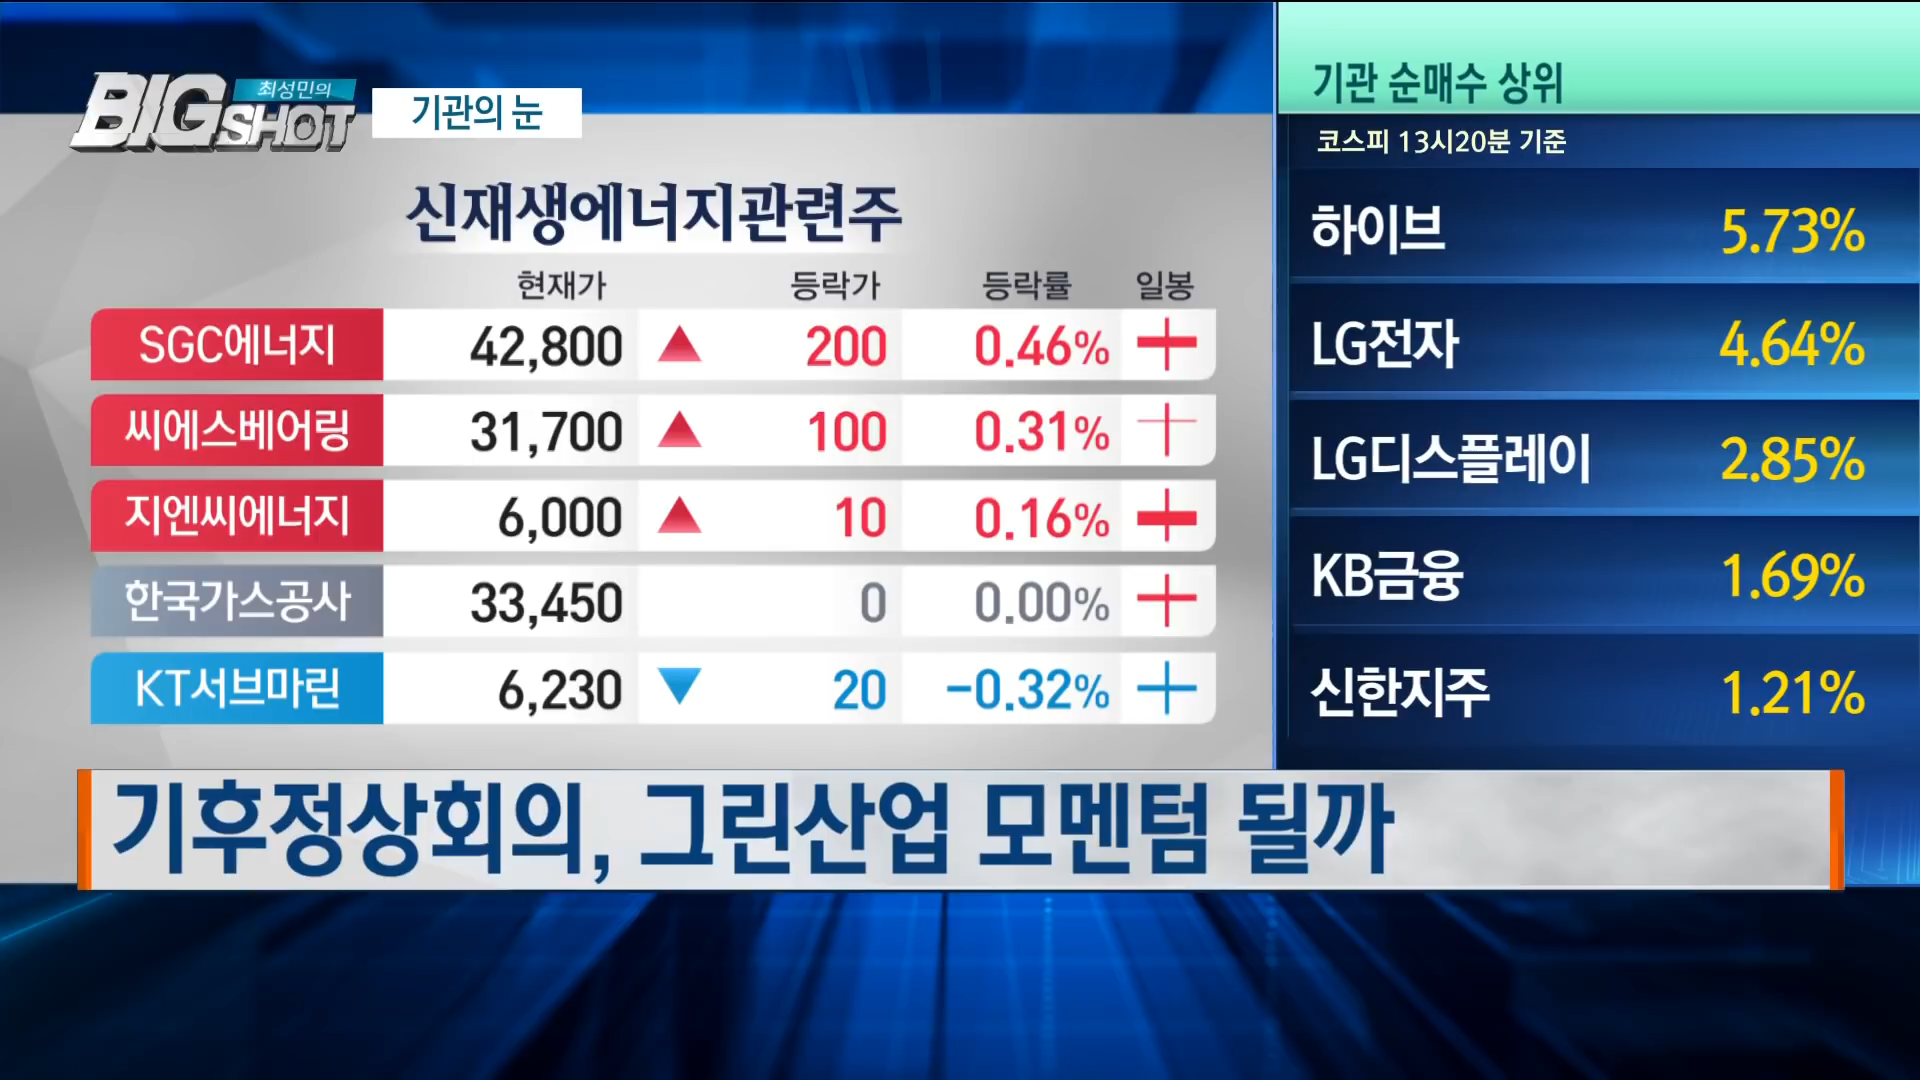 최성민의
BIGSHOT
기관의 눈
신재생에너지관련주
현재가 등락가 등락률 일봉
SGC에너지 42,800 ▲ 200 0.46%
씨에스베어링 31,700 ▲ 100 0.31%
지엔씨에너지 6,000 ▲ 10 0.16%
한국가스공사 33,450 0 0.00%
KT서브마린 6,230 ▼ 20 -0.32%
기관 순매수 상위
코스피 13시20분 기준
하이브 5.73%
LG전자 4.64%
LG디스플레이 2.85%
KB금융 1.69%
신한지주 1.21%
기후정상회의, 그린산업 모멘텀 될까